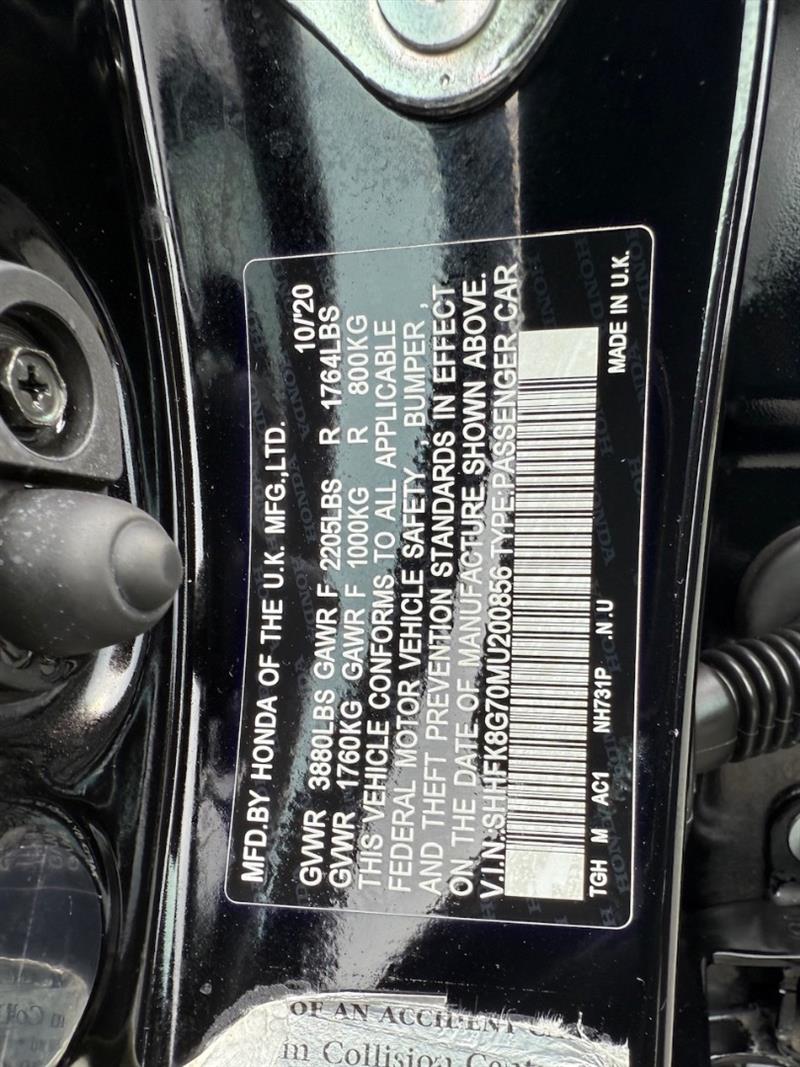 MFD.BY HONDA OF THE U.K. MFG.,LTD. 10/'20
GVWR 3880LBS GAWR F 2205LBS R 1764LBS
GVWR 1760KG GAWR F 1000KG R 800KG
THIS VEHICLE CONFORMS TO ALL APPLICABLE
FEDERAL MOTOR VEHICLE SAFETY , BUMPER ,
AND THEFT PREVENTION STANDARDS IN EFFECT
ON THE DATE OF MANUFACTURE SHOWN ABOVE.
V.I.N.:SHHFK8G70MU200856 TYPE:PASSENGER CAR
TGH M AC1 NH731P .N U MADE IN U.K.
OF AN ACCIDENT
Collision